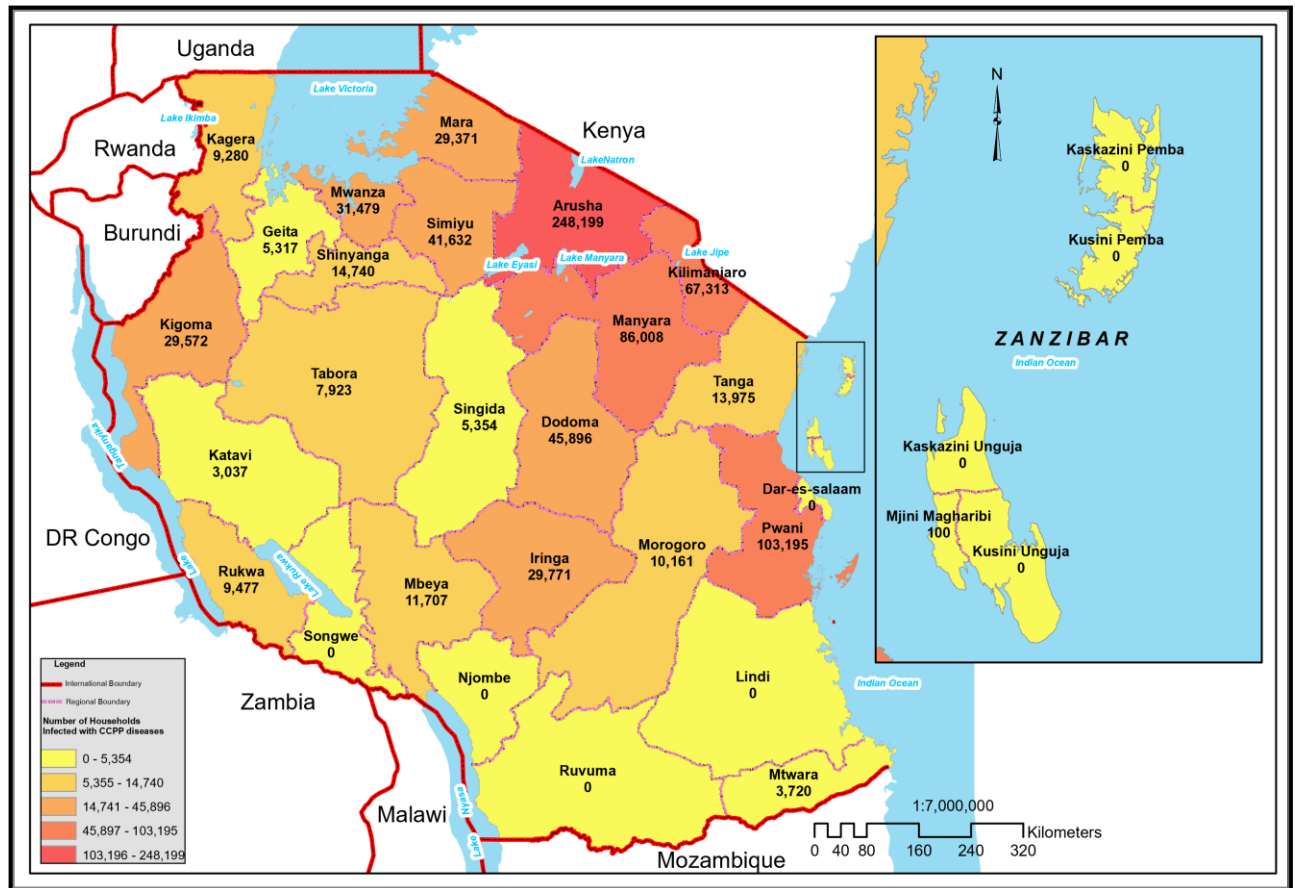 Uganda
Lake Victoria
Lake Ikimba
Kagera
9,280
Rwanda
Burundi
Mara
29,371
Kenya
LakeNatron
Mwanza
31,479
Arusha
248,199
Geita
5,317
Simiyu
41,632
Shinyanga
14,740
Lake Eyasi
Lake Manyara
Lake Jipe
Kilimanjaro
67,313
Kigoma
29,572
Manyara
86,008
Tabora
7,923
Tanga
13,975
Singida
5,354
Dodoma
45,896
Katavi
3,037
Tanganyika
Lake
Dar-es-salaam
0
Pwani
103,195
DR Congo
Rukwa
9,477
Lake Rukwa
Mbeya
11,707
Iringa
29,771
Morogoro
10,161
Songwe
0
Njombe
0
Lindi
0
Indian Ocean
Zambia
Ruvuma
0
Mtwara
3,720
Malawi
Nyasa
Lake
Mozambique
N
Kaskazini Pemba
0
Kusini Pemba
0
ZANZIBAR
Indian Ocean
Kaskazini Unguja
0
Mjini Magharibi
100
Kusini Unguja
0
Legend
International Boundary
Regional Boundary
Number of Households
Infected with CCPP diseases
0 - 5,354
5,355 - 14,740
14,741 - 45,896
45,897 - 103,195
103,196 - 248,199
1:7,000,000
Kilometers
0 40 80 160 240 320